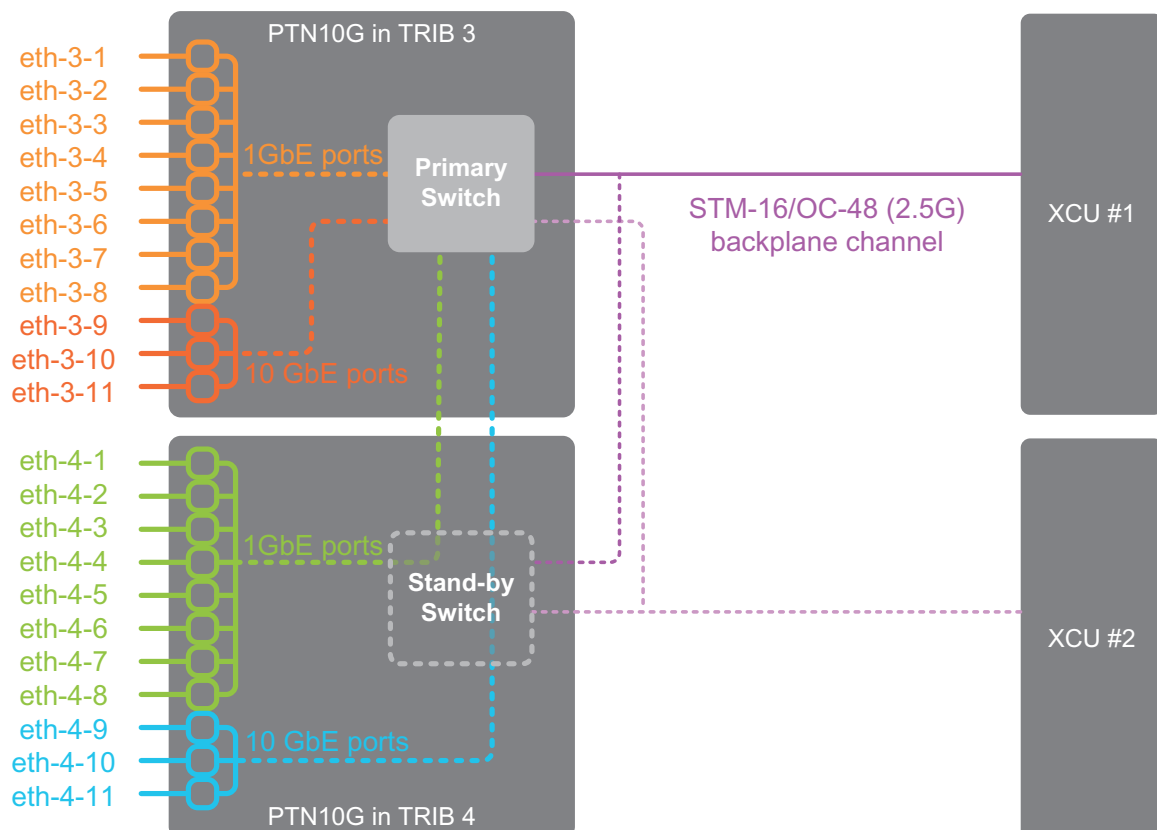 PTN10G in TRIB 3
eth-3-1
eth-3-2
eth-3-3
eth-3-4
eth-3-5
eth-3-6
eth-3-7
eth-3-8
eth-3-9
eth-3-10
eth-3-11
1GbE ports
10 GbE ports
Primary
Switch
STM-16/OC-48 (2.5G)
backplane channel
XCU #1
eth-4-1
eth-4-2
eth-4-3
eth-4-4
eth-4-5
eth-4-6
eth-4-7
eth-4-8
eth-4-9
eth-4-10
eth-4-11
1GbE ports
10 GbE ports
Stand-by
Switch
XCU #2
PTN10G in TRIB 4